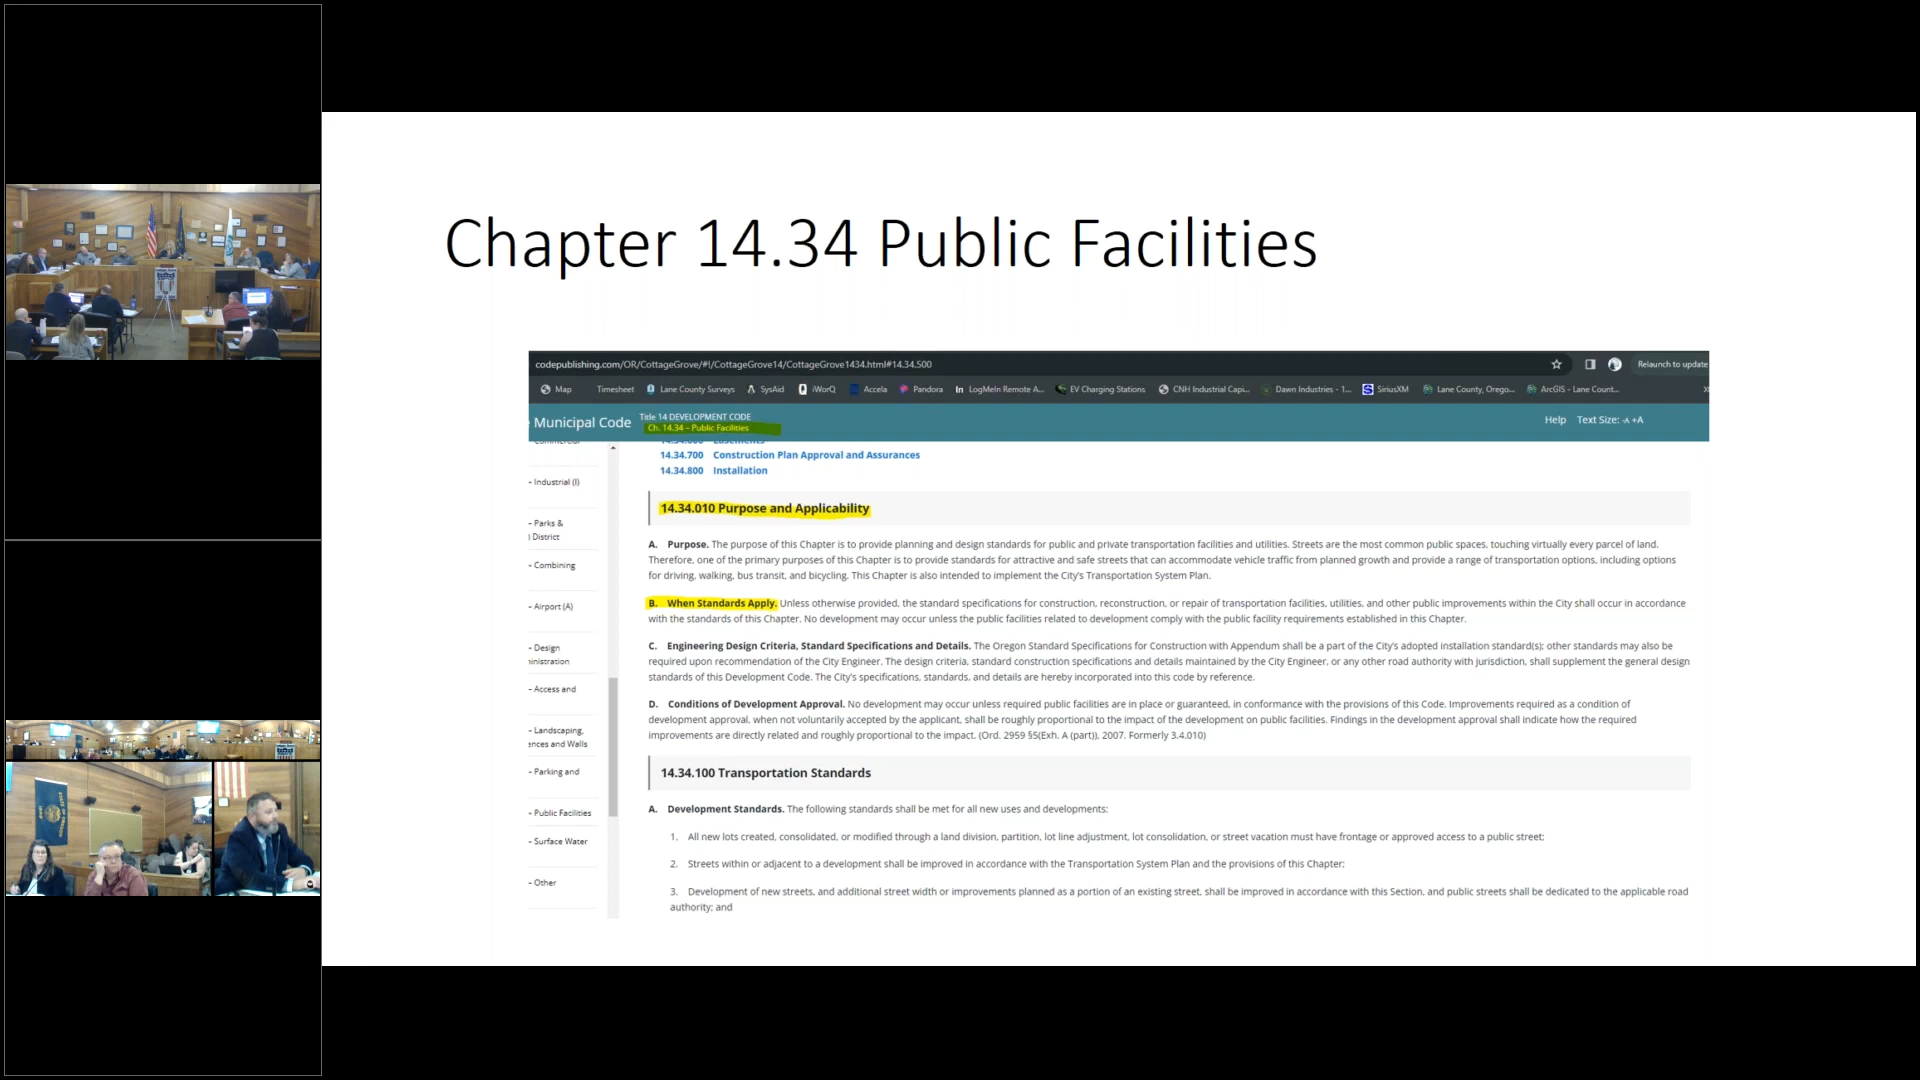 Chapter 14.34 Public Facilities
codepublishing.com/OR/CottageGrove/#!/CottageGrove14/CottageGrove1434.html#14.34.500
Relaunch to update
Map Timesheet Lane County Surveys SysAid iWorQ Accela Pandora LogMeIn Remote A... EV Charging Stations CNH Industrial Capi... Dawn Industries - 1... SiriusXM Lane County, Orego... ArcGIS - Lane Count... »
Municipal Code
Title 14 DEVELOPMENT CODE
Ch. 14.34 – Public Facilities
Help Text Size: -A +A
14.34.700 Construction Plan Approval and Assurances
14.34.800 Installation
14.34.010 Purpose and Applicability
A. Purpose. The purpose of this Chapter is to provide planning and design standards for public and private transportation facilities and utilities. Streets are the most common public spaces, touching virtually every parcel of land.
Therefore, one of the primary purposes of this Chapter is to provide standards for attractive and safe streets that can accommodate vehicle traffic from planned growth and provide a range of transportation options, including options
for driving, walking, bus transit, and bicycling. This Chapter is also intended to implement the City's Transportation System Plan.
B. When Standards Apply. Unless otherwise provided, the standard specifications for construction, reconstruction, or repair of transportation facilities, utilities, and other public improvements within the City shall occur in accordance
with the standards of this Chapter. No development may occur unless the public facilities related to development comply with the public facility requirements established in this Chapter.
C. Engineering Design Criteria, Standard Specifications and Details. The Oregon Standard Specifications for Construction with Appendum shall be a part of the City's adopted installation standard(s); other standards may also be
required upon recommendation of the City Engineer. The design criteria, standard construction specifications and details maintained by the City Engineer, or any other road authority with jurisdiction, shall supplement the general design
standards of this Development Code. The City's specifications, standards, and details are hereby incorporated into this code by reference.
D. Conditions of Development Approval. No development may occur unless required public facilities are in place or guaranteed, in conformance with the provisions of this Code. Improvements required as a condition of
development approval, when not voluntarily accepted by the applicant, shall be roughly proportional to the impact of the development on public facilities. Findings in the development approval shall indicate how the required
improvements are directly related and roughly proportional to the impact. (Ord. 2959 §5(Exh. A (part)), 2007. Formerly 3.4.010)
14.34.100 Transportation Standards
A. Development Standards. The following standards shall be met for all new uses and developments:
1. All new lots created, consolidated, or modified through a land division, partition, lot line adjustment, lot consolidation, or street vacation must have frontage or approved access to a public street;
2. Streets within or adjacent to a development shall be improved in accordance with the Transportation System Plan and the provisions of this Chapter;
3. Development of new streets, and additional street width or improvements planned as a portion of an existing street, shall be improved in accordance with this Section, and public streets shall be dedicated to the applicable road
authority; and
– Industrial (I)
– Parks &
) District
– Combining
– Airport (A)
– Design
ministration
– Access and
– Landscaping,
ences and Walls
– Parking and
– Public Facilities
– Surface Water
– Other